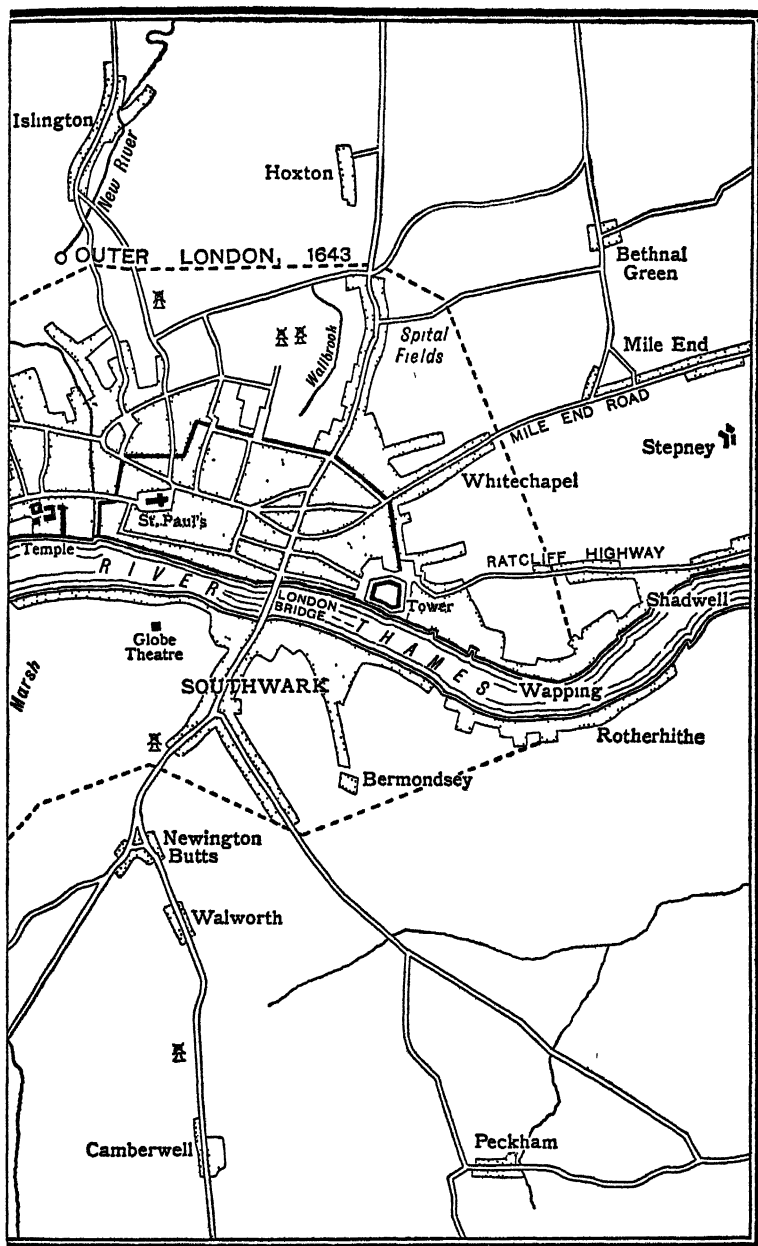 Islington
New River
Hoxton
OUTER LONDON, 1643
Bethnal
Green
Wallbrook
Spital
Fields
Mile End
MILE END ROAD
Stepney
Whitechapel
St. Paul's
Temple
RATCLIFF HIGHWAY
RIVER THAMES
LONDON
BRIDGE
Tower
Shadwell
Globe
Theatre
Marsh
SOUTHWARK
Wapping
Rotherhithe
Bermondsey
Newington
Butts
Walworth
Camberwell
Peckham